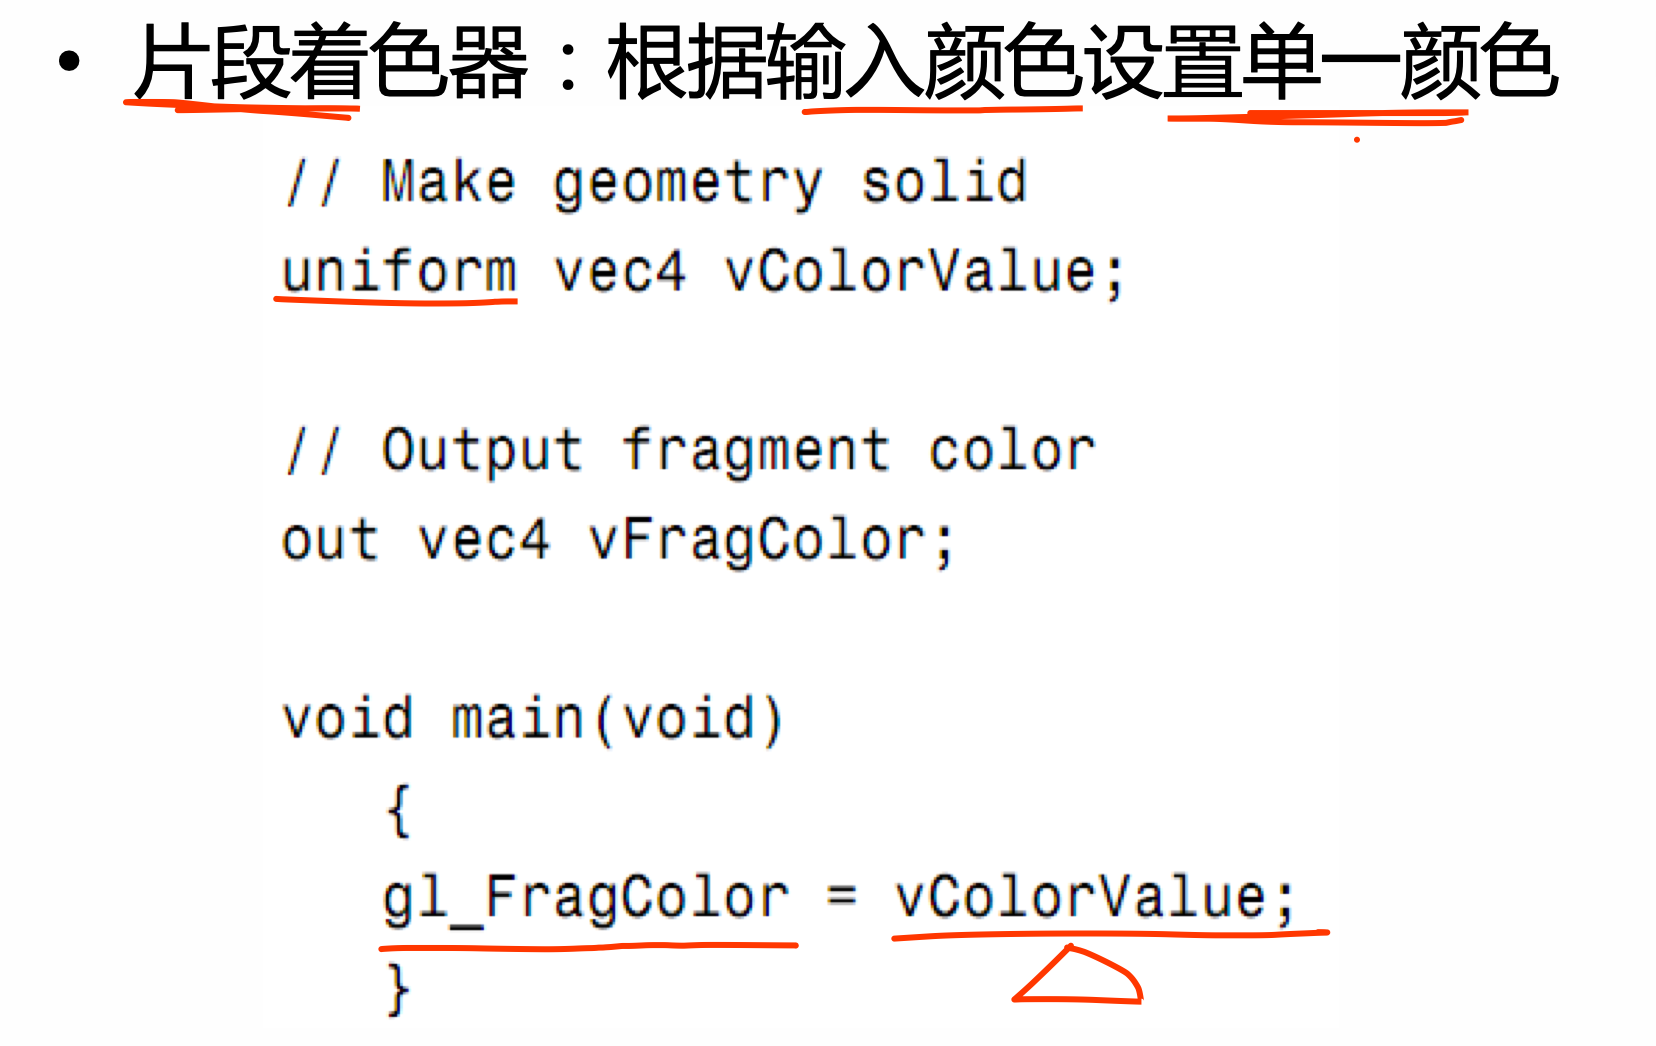 • 片段着色器：根据输入颜色设置单一颜色
// Make geometry solid
uniform vec4 vColorValue;
// Output fragment color
out vec4 vFragColor;
void main(void)
{
gl_FragColor = vColorValue;
}